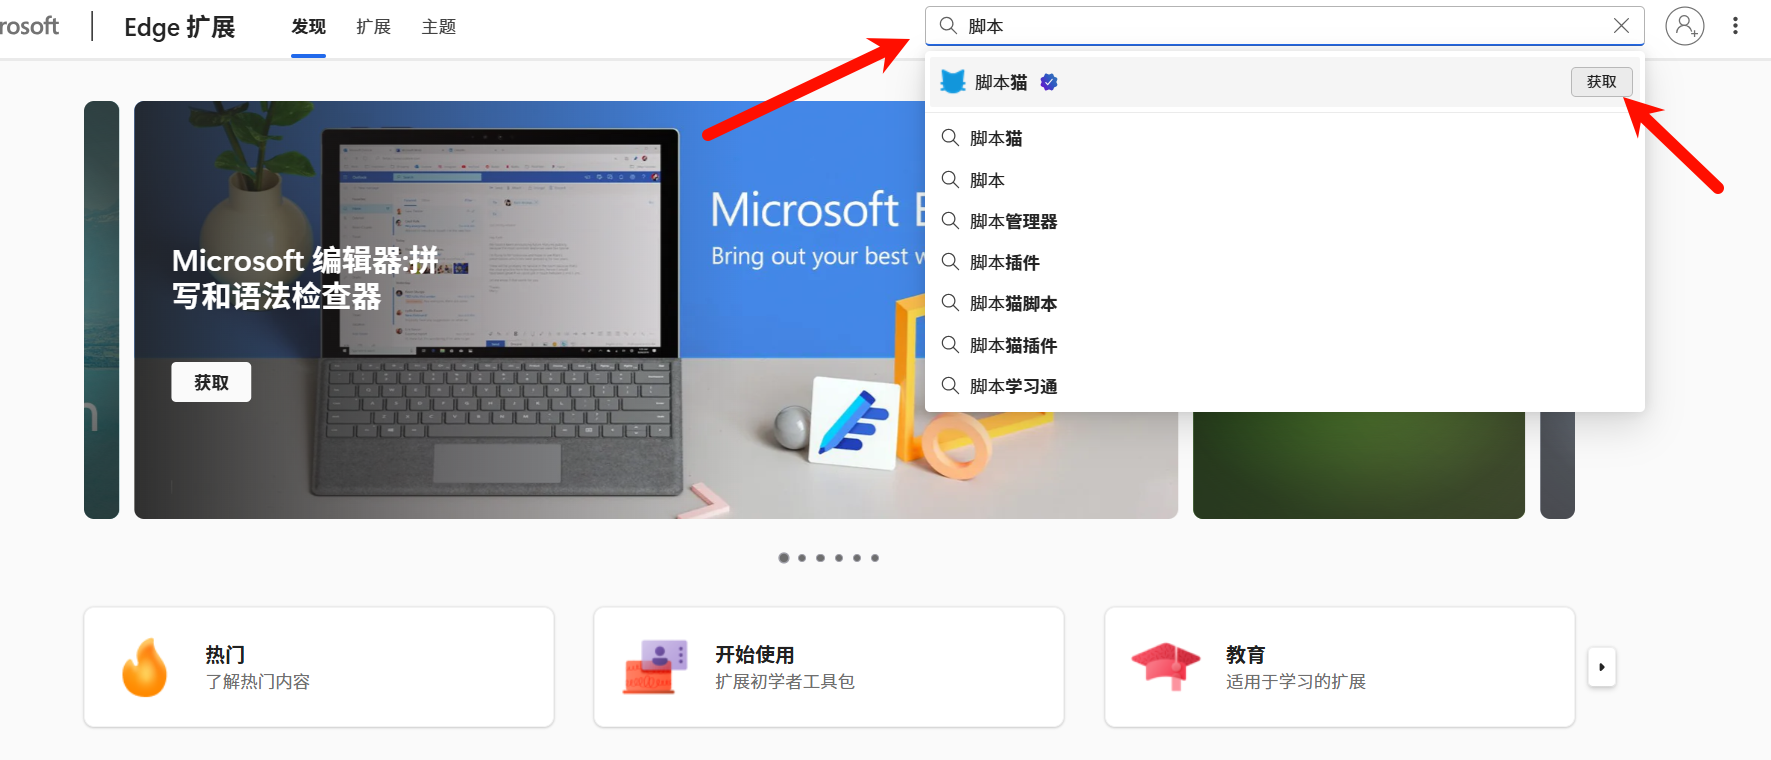 rosoft
Edge 扩展
发现
扩展
主题
脚本
脚本猫
获取
脚本猫
脚本
脚本管理器
脚本插件
脚本猫脚本
脚本猫插件
脚本学习通
Microsoft E
Bring out your best w
Microsoft 编辑器:拼
写和语法检查器
获取
n
热门
了解热门内容
开始使用
扩展初学者工具包
教育
适用于学习的扩展